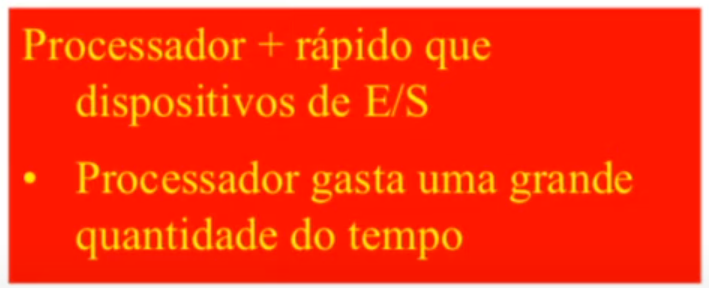 Processador + rápido que
dispositivos de E/S
• Processador gasta uma grande
quantidade do tempo